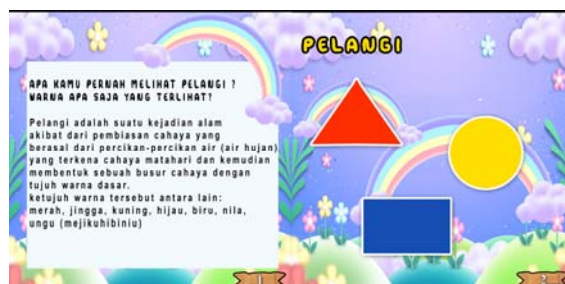 APA KAMU PERNAH MELIHAT PELANGI ?
WARNA APA SAJA YANG TERLIHAT?
Pelangi adalah suatu kejadian alam
akibat dari pembiasan cahaya yang
berasal dari percikan-percikan air (air hujan)
yang terkena cahaya matahari dan kemudian
membentuk sebuah busur cahaya dengan
tujuh warna dasar.
ketujuh warna tersebut antara lain:
merah, jingga, kuning, hijau, biru, nila,
ungu (mejikuhibiniu)
1
PELANGI
2